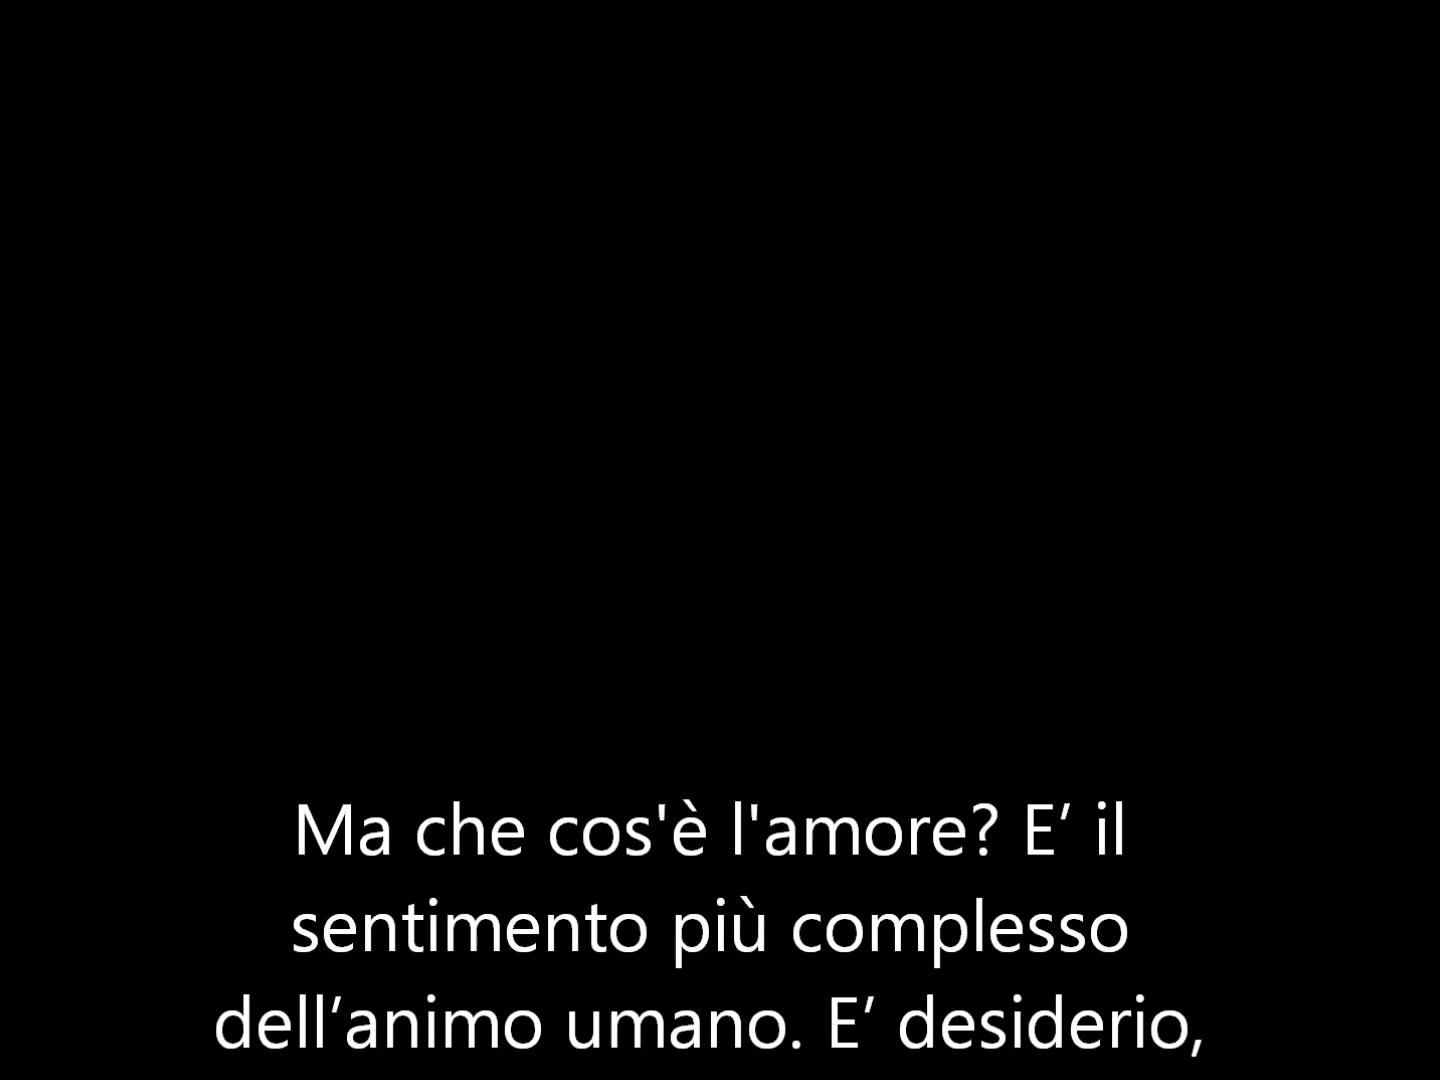 Ma che cos'è l'amore? E’ il
sentimento più complesso
dell’animo umano. E’ desiderio,